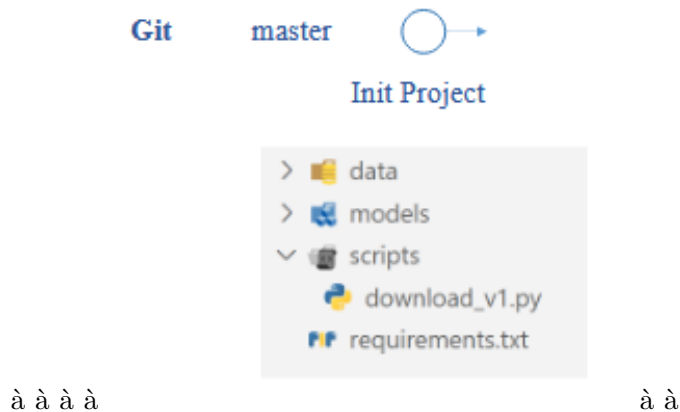 Git master
Init Project
data
models
scripts
download_v1.py
requirements.txt
à à à à à à